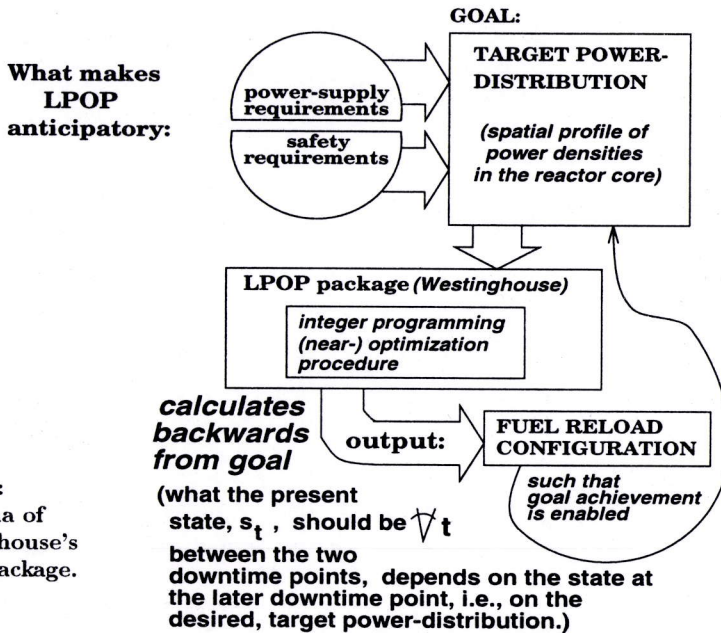 What makes
LPOP
anticipatory:
power-supply
requirements
safety
requirements
GOAL:
TARGET POWER-
DISTRIBUTION
(spatial profile of
power densities
in the reactor core)
LPOP package (Westinghouse)
integer programming
(near-) optimization
procedure
calculates
backwards
from goal
output:
FUEL RELOAD
CONFIGURATION
such that
goal achievement
is enabled
(what the present
state, s_t , should be ∀ t
between the two
downtime points, depends on the state at
the later downtime point, i.e., on the
desired, target power-distribution.)
of
house's